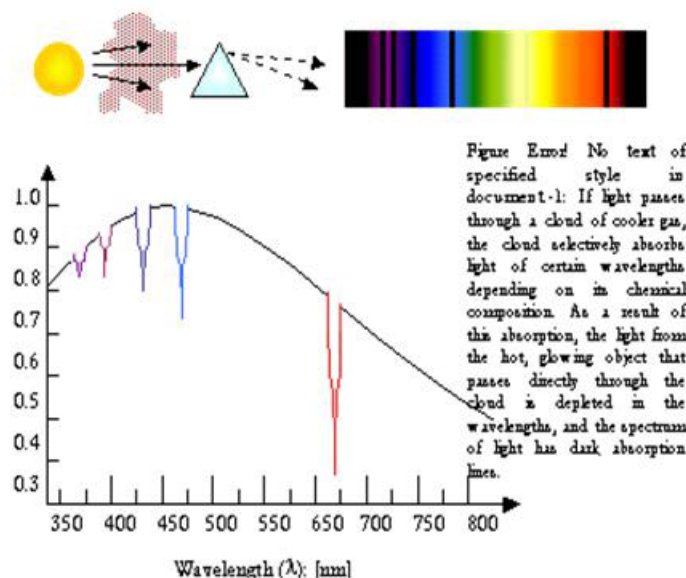 Figure Error! No text of
specified style in
document-1: If light passes
through a cloud of cooler gas,
the cloud selectively absorbs
light of certain wavelengths
depending on its chemical
composition. As a result of
this absorption, the light from
the hot, glowing object that
passes directly through the
cloud is depleted in the
wavelengths, and the spectrum
of light has dark absorption
lines.
1.0
0.9
0.8
0.7
0.6
0.5
0.4
0.3
350 400 450 500 550 600 650 700 750 800
Wavelength (λ): [nm]